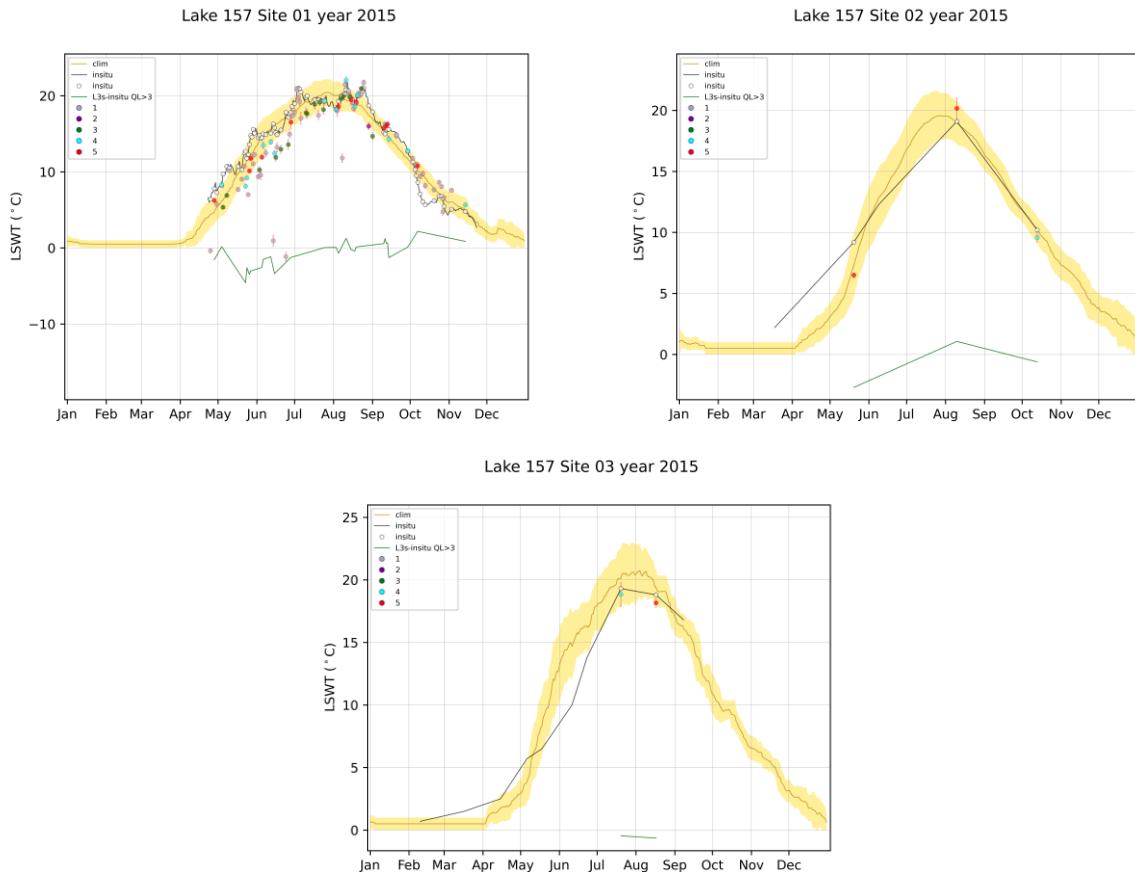 Lake 157 Site 01 year 2015
LSWT (°C)
20
10
0
−10
clim
insitu
insitu
L3s-insitu QL>3
1
2
3
4
5
Jan Feb Mar Apr May Jun Jul Aug Sep Oct Nov Dec
Lake 157 Site 02 year 2015
LSWT (°C)
20
15
10
5
0
clim
insitu
insitu
L3s-insitu QL>3
1
2
3
4
5
Jan Feb Mar Apr May Jun Jul Aug Sep Oct Nov Dec
Lake 157 Site 03 year 2015
LSWT (°C)
25
20
15
10
5
0
clim
insitu
insitu
L3s-insitu QL>3
1
2
3
4
5
Jan Feb Mar Apr May Jun Jul Aug Sep Oct Nov Dec